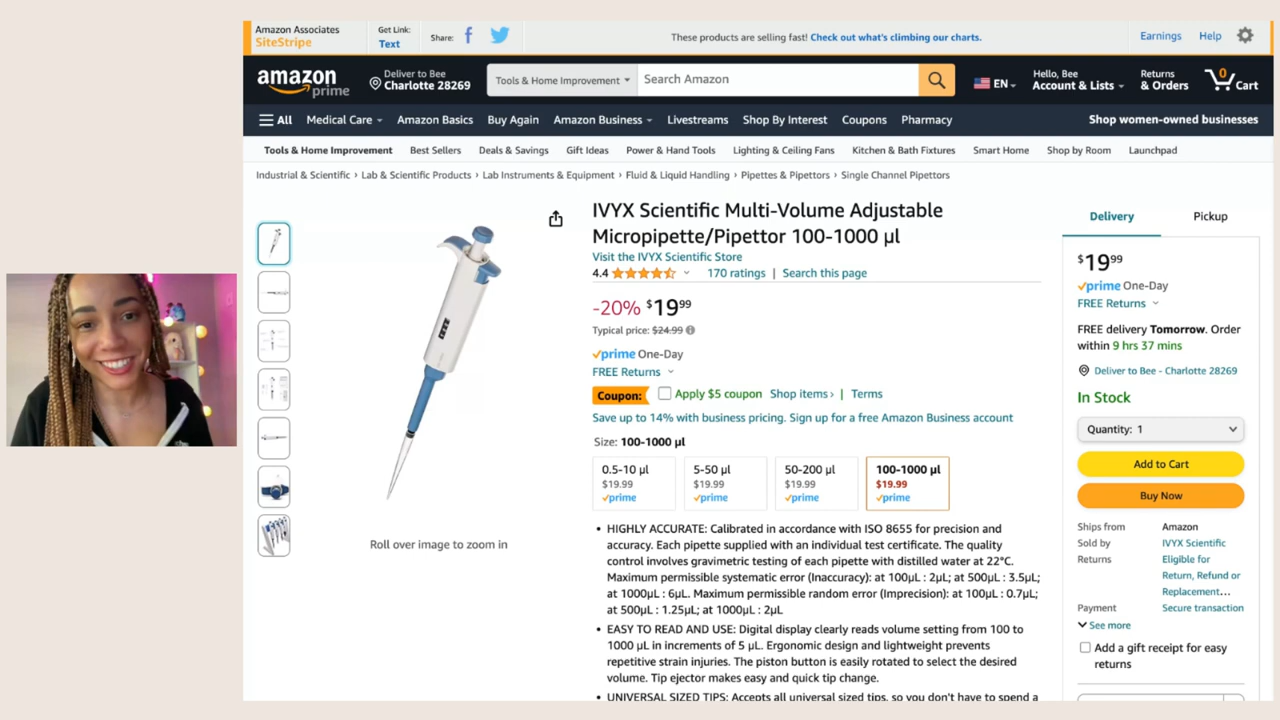 Amazon Associates
SiteStripe
Get Link:
Text
Share:
These products are selling fast! Check out what's climbing our charts.
Earnings
Help
amazon
prime
Deliver to Bee
Charlotte 28269
Tools & Home Improvement
Search Amazon
EN
Hello, Bee
Account & Lists
Returns
& Orders
0
Cart
All
Medical Care
Amazon Basics
Buy Again
Amazon Business
Livestreams
Shop By Interest
Coupons
Pharmacy
Shop women-owned businesses
Tools & Home Improvement
Best Sellers
Deals & Savings
Gift Ideas
Power & Hand Tools
Lighting & Ceiling Fans
Kitchen & Bath Fixtures
Smart Home
Shop by Room
Launchpad
Industrial & Scientific › Lab & Scientific Products › Lab Instruments & Equipment › Fluid & Liquid Handling › Pipettes & Pipettors › Single Channel Pipettors
Roll over image to zoom in
IVYX Scientific Multi-Volume Adjustable
Micropipette/Pipettor 100-1000 µl
Visit the IVYX Scientific Store
4.4
170 ratings | Search this page
-20% $19 99
Typical price: $24.99
prime One-Day
FREE Returns
Coupon: Apply $5 coupon Shop items › | Terms
Save up to 14% with business pricing. Sign up for a free Amazon Business account
Size: 100-1000 µl
0.5-10 µl
$19.99
prime
5-50 µl
$19.99
prime
50-200 µl
$19.99
prime
100-1000 µl
$19.99
prime
• HIGHLY ACCURATE: Calibrated in accordance with ISO 8655 for precision and
accuracy. Each pipette supplied with an individual test certificate. The quality
control involves gravimetric testing of each pipette with distilled water at 22°C.
Maximum permissible systematic error (Inaccuracy): at 100µL : 2µL; at 500µL : 3.5µL;
at 1000µL : 6µL. Maximum permissible random error (Imprecision): at 100µL : 0.7µL;
at 500µL : 1.25µL; at 1000µL : 2µL
• EASY TO READ AND USE: Digital display clearly reads volume setting from 100 to
1000 µL in increments of 5 µL. Ergonomic design and lightweight prevents
repetitive strain injuries. The piston button is easily rotated to select the desired
volume. Tip ejector makes easy and quick tip change.
• UNIVERSAL SIZED TIPS: Accepts all universal sized tips, so you don't have to spend a
Delivery
Pickup
$19 99
prime One-Day
FREE Returns
FREE delivery Tomorrow. Order
within 9 hrs 37 mins
Deliver to Bee - Charlotte 28269
In Stock
Quantity: 1
Add to Cart
Buy Now
Ships from Amazon
Sold by IVYX Scientific
Returns Eligible for
Return, Refund or
Replacement...
Payment Secure transaction
See more
Add a gift receipt for easy
returns